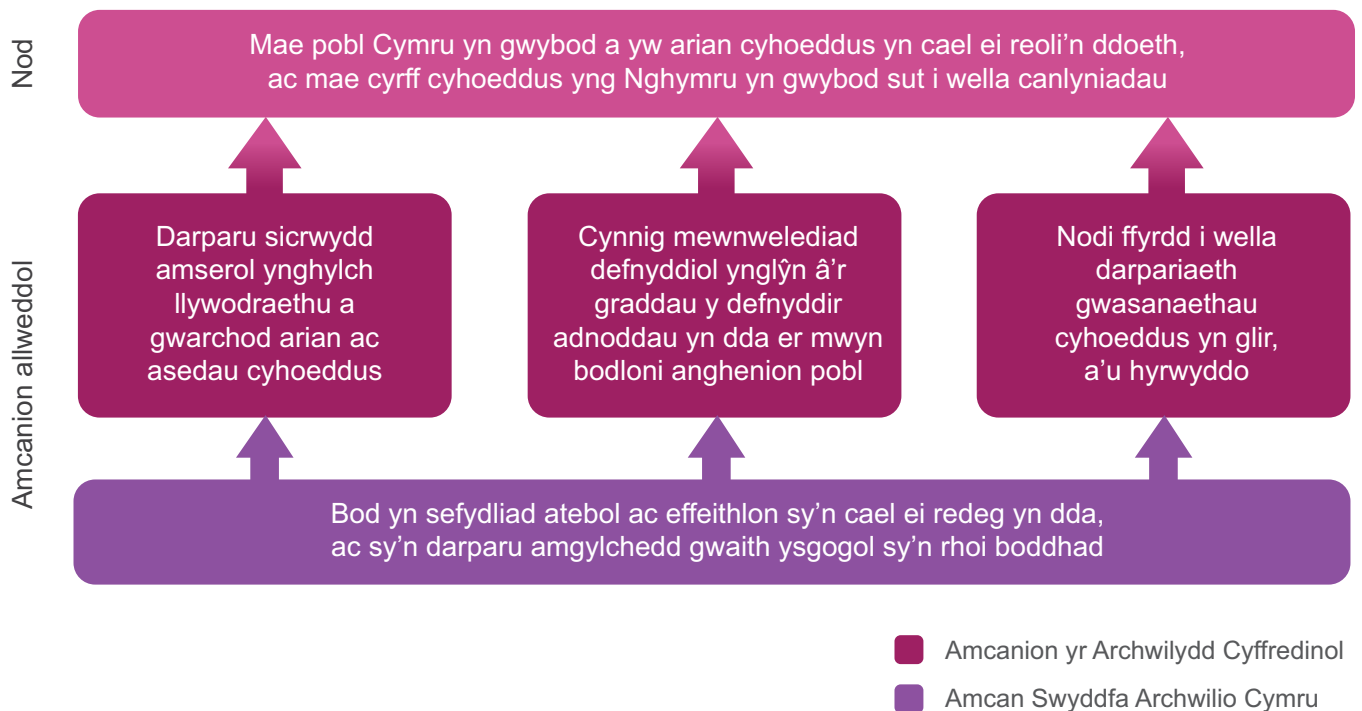 Nod
Mae pobl Cymru yn gwybod a yw arian cyhoeddus yn cael ei reoli’n ddoeth,
ac mae cyrff cyhoeddus yng Nghymru yn gwybod sut i wella canlyniadau
Amcanion allweddol
Darparu sicrwydd
amserol ynghylch
llywodraethu a
gwarchod arian ac
asedau cyhoeddus
Cynnig mewnwelediad
defnyddiol ynglŷn â’r
graddau y defnyddir
adnoddau yn dda er mwyn
bodloni anghenion pobl
Nodi ffyrdd i wella
darpariaeth
gwasanaethau
cyhoeddus yn glir,
a’u hyrwyddo
Bod yn sefydliad atebol ac effeithlon sy’n cael ei redeg yn dda,
ac sy’n darparu amgylchedd gwaith ysgogol sy’n rhoi boddhad
Amcanion yr Archwilydd Cyffredinol
Amcan Swyddfa Archwilio Cymru